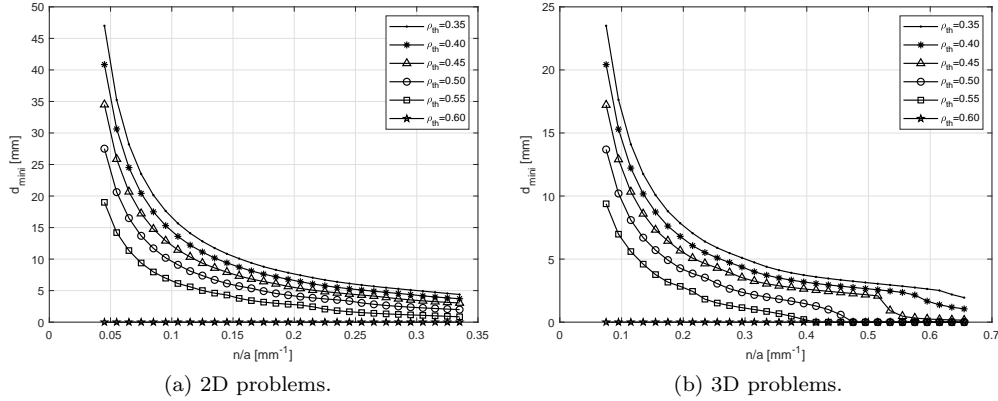 50
45
40
35
30
25
20
15
10
5
0
d_mini [mm]
0 0.05 0.1 0.15 0.2 0.25 0.3 0.35
n/a [mm⁻¹]
ρ_th=0.35
ρ_th=0.40
ρ_th=0.45
ρ_th=0.50
ρ_th=0.55
ρ_th=0.60
(a) 2D problems.
25
20
15
10
5
0
d_mini [mm]
0 0.1 0.2 0.3 0.4 0.5 0.6 0.7
n/a [mm⁻¹]
ρ_th=0.35
ρ_th=0.40
ρ_th=0.45
ρ_th=0.50
ρ_th=0.55
ρ_th=0.60
(b) 3D problems.